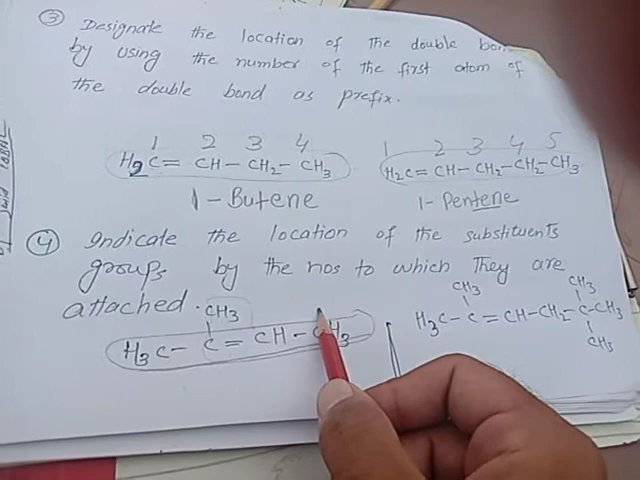 ③ Designate the location of the double
by using the number of the first atom of
the double bond as prefix.
1 2 3 4
H2C = CH - CH2 - CH3
1 - Butene
1 2 3 4 5
H2C = CH - CH2 - CH2 - CH3
1 - Pentene
④ Indicate the location of the substituents
groups by the nos to which They are
attached.
CH3
H3C - C = CH - CH3
CH3 CH3
H3C - C = CH - CH2 - C - CH3
CH3